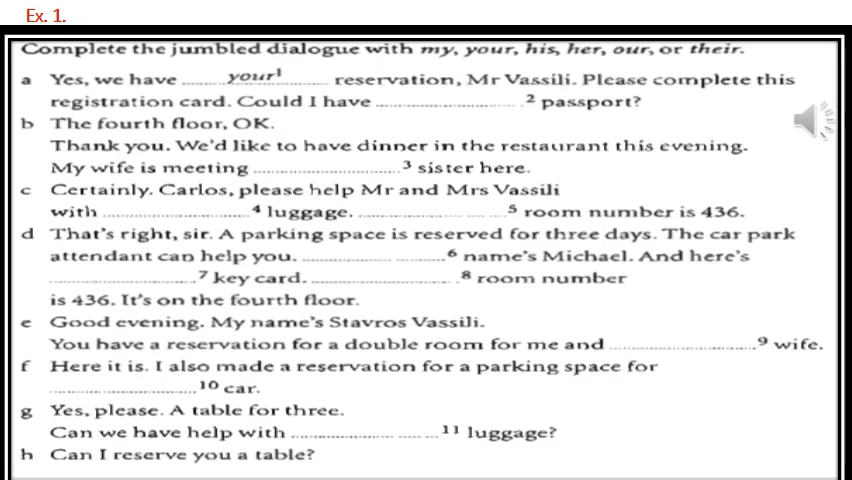 Ex. 1.
Complete the jumbled dialogue with my, your, his, her, our, or their.
a Yes, we have ........your¹........ reservation, Mr Vassili. Please complete this
registration card. Could I have .............................. ² passport?
b The fourth floor, OK.
Thank you. We'd like to have dinner in the restaurant this evening.
My wife is meeting .............................. ³ sister here.
c Certainly. Carlos, please help Mr and Mrs Vassili
with .............................. ⁴ luggage. .............................. ⁵ room number is 436.
d That's right, sir. A parking space is reserved for three days. The car park
attendant can help you. .............................. ⁶ name's Michael. And here's
.............................. ⁷ key card. .............................. ⁸ room number
is 436. It's on the fourth floor.
e Good evening. My name's Stavros Vassili.
You have a reservation for a double room for me and .............................. ⁹ wife.
f Here it is. I also made a reservation for a parking space for
.............................. ¹⁰ car.
g Yes, please. A table for three.
Can we have help with .............................. ¹¹ luggage?
h Can I reserve you a table?